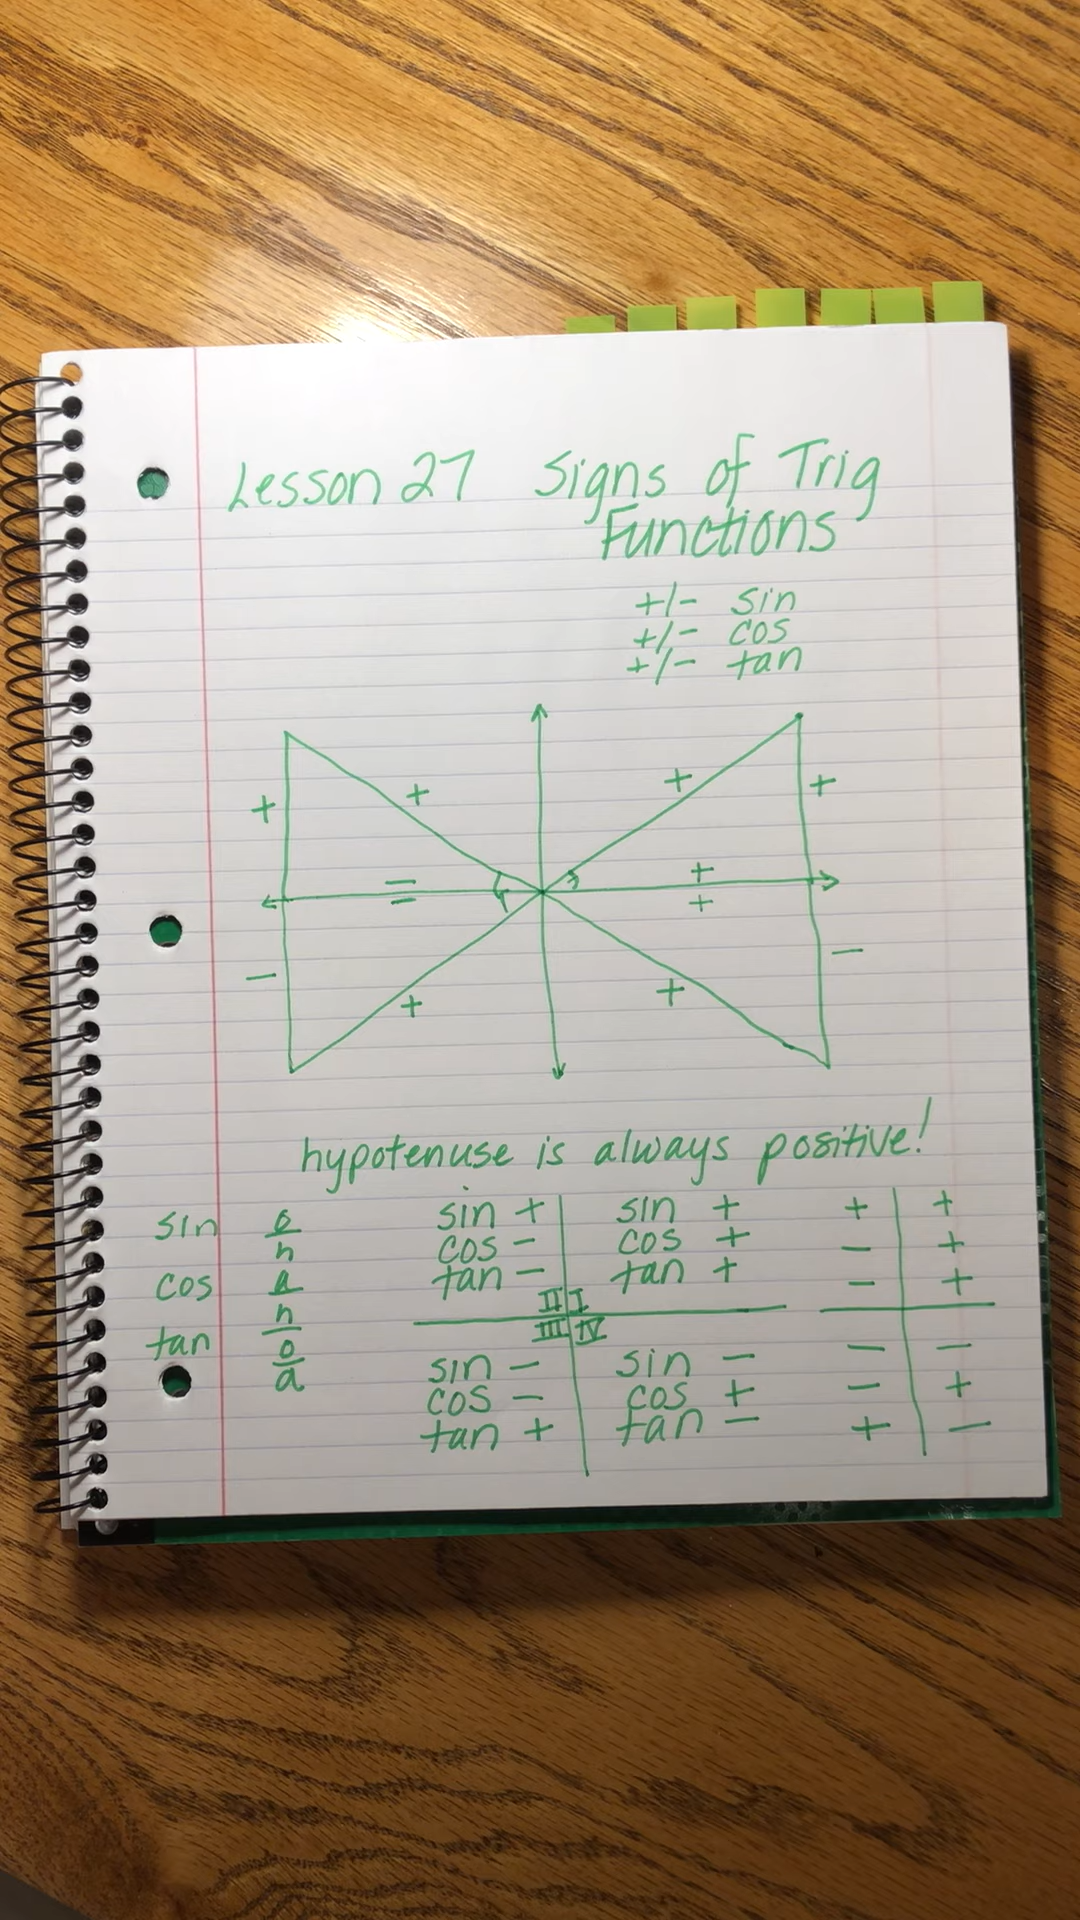 Lesson 27 Signs of Trig
Functions
+/- sin
+/- cos
+/- tan
+ + + +
= + +
- + + -
hypotenuse is always positive!
sin o/h
cos a/h
tan o/a
sin + sin +
cos - cos +
tan - tan +
II I
III IV
sin - sin -
cos - cos +
tan + tan -
+ +
- +
- +
- -
- +
+ -